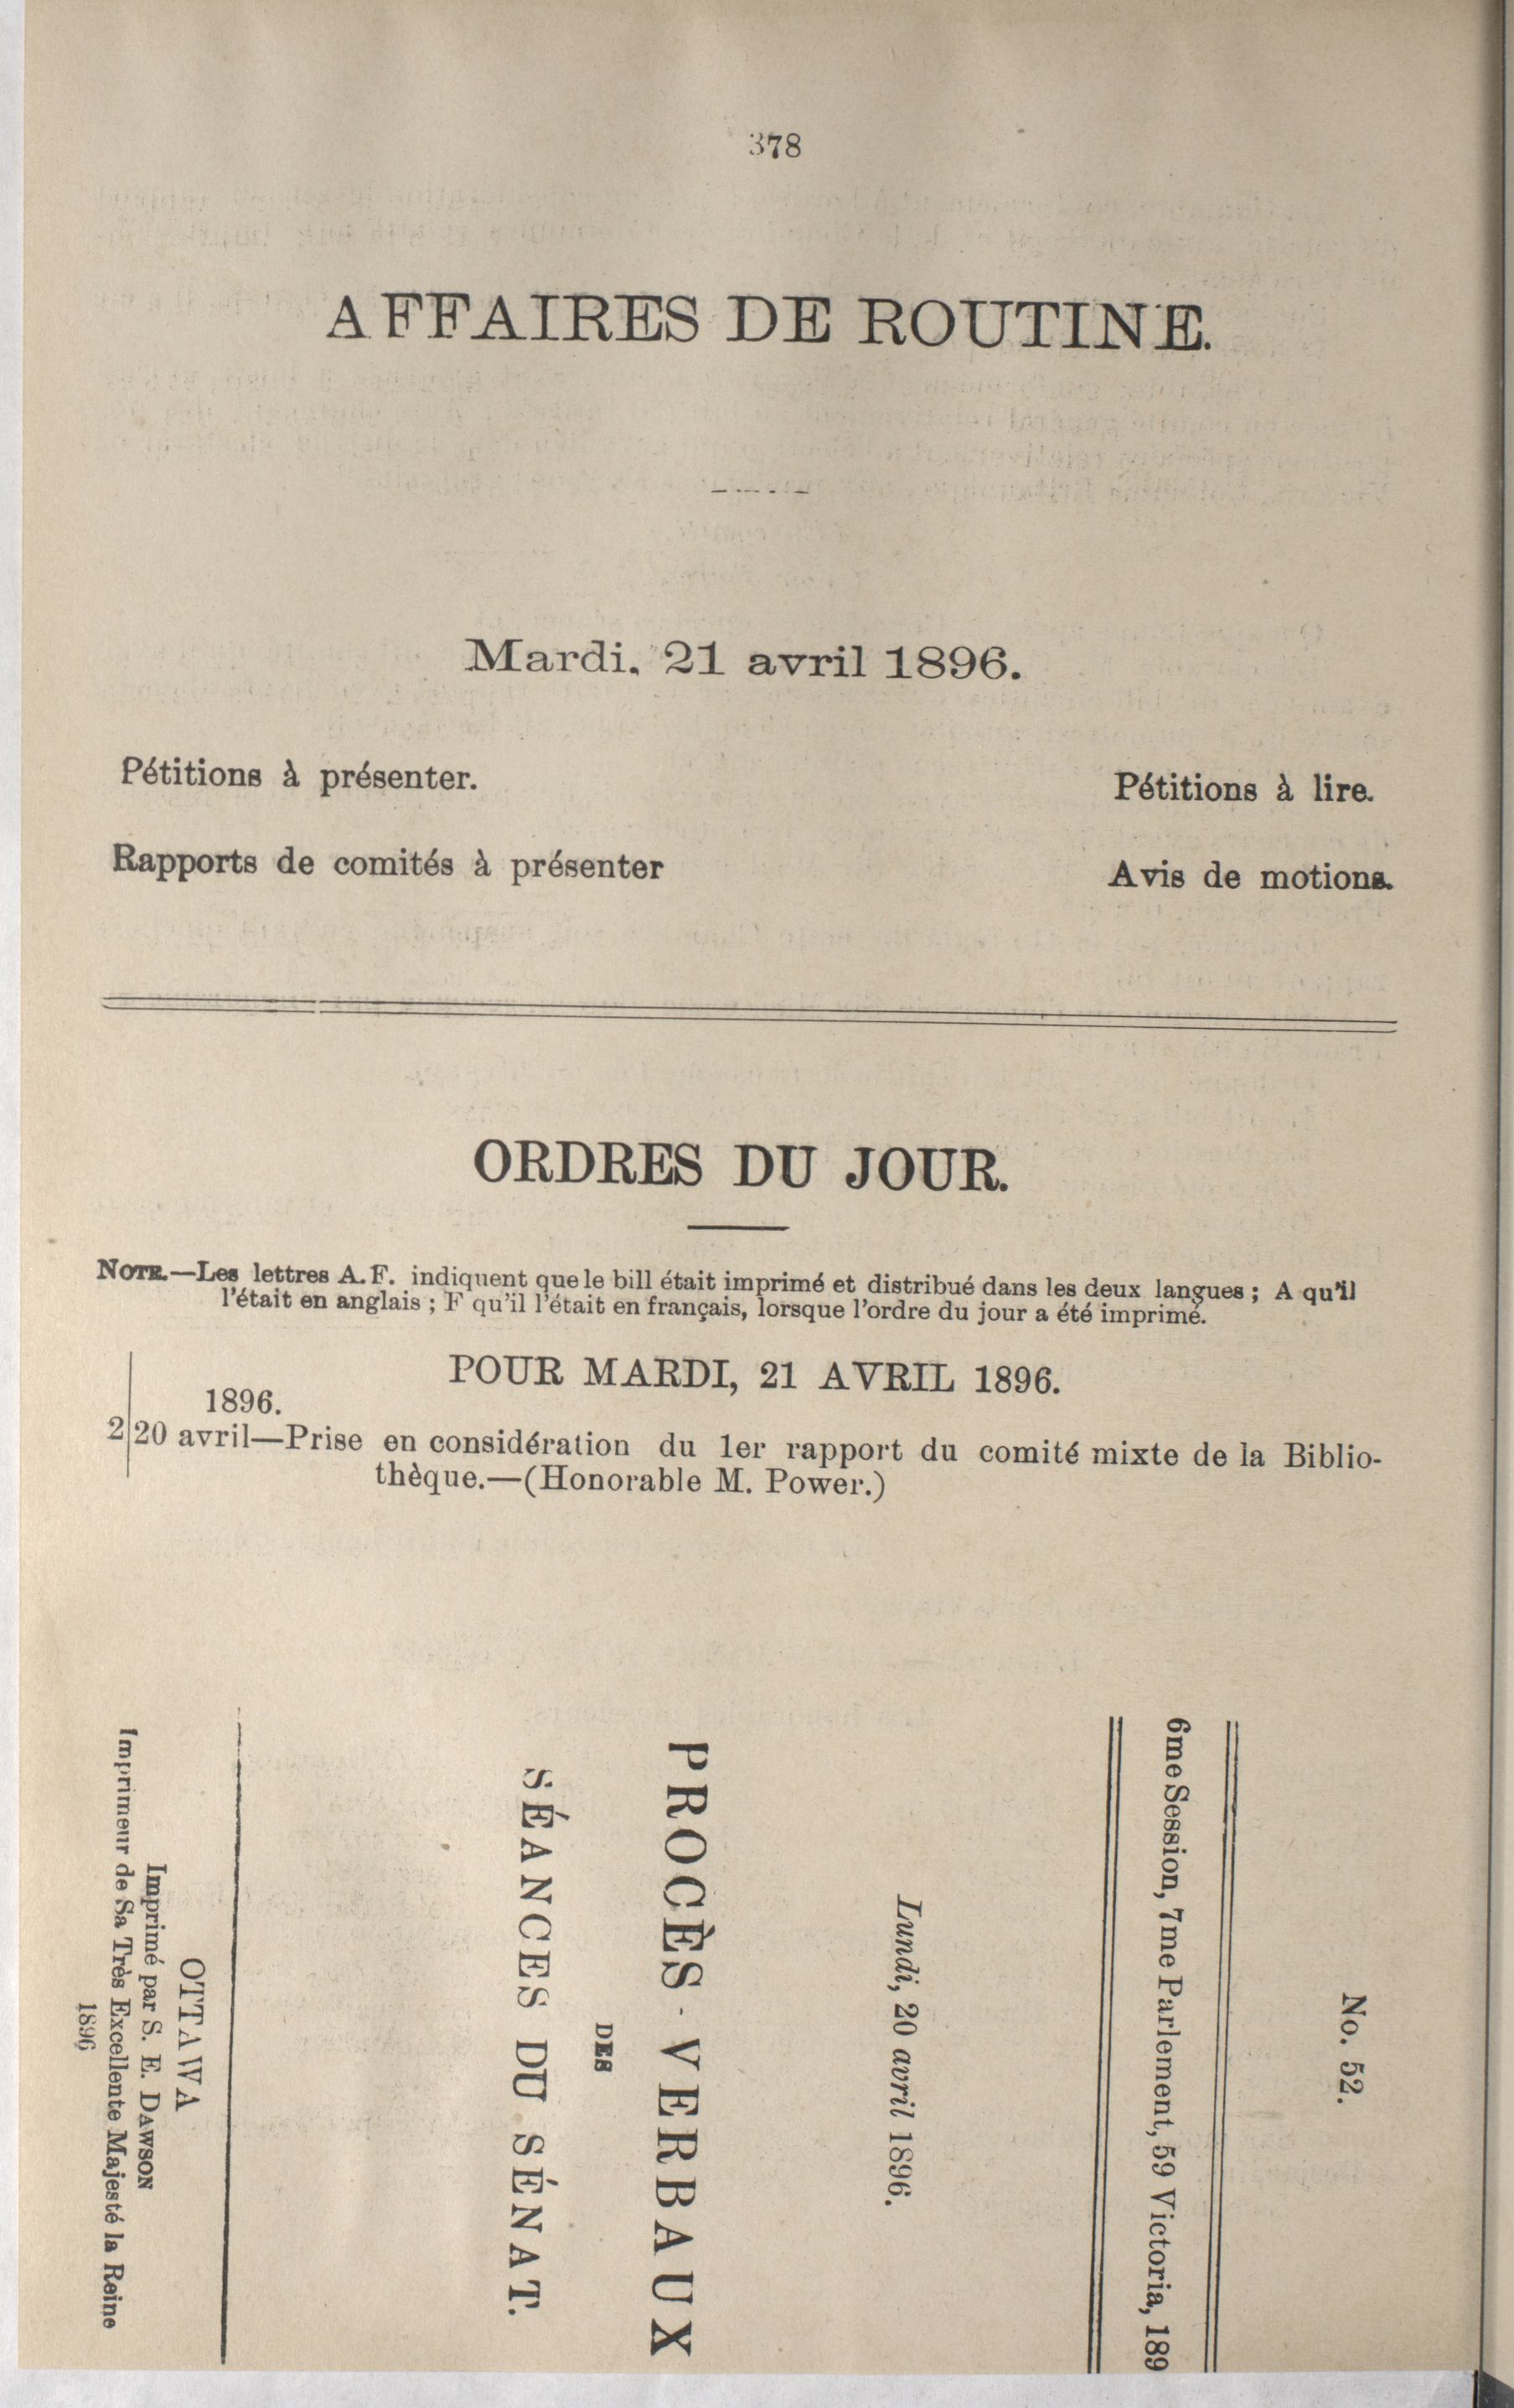 378
AFFAIRES DE ROUTINE.
Mardi. 21 avril 1896.
Pétitions à présenter.
Pétitions à lire.
Rapports de comités à présenter
Avis de motions.
ORDRES DU JOUR.
NOTE.—Les lettres A.F. indiquent que le bill était imprimé et distribué dans les deux langues ; A qu'il
l'était en anglais ; F qu'il l'était en français, lorsque l'ordre du jour a été imprimé.
POUR MARDI, 21 AVRIL 1896.
1896.
2 20 avril—Prise en considération du 1er rapport du comité mixte de la Biblio-
thèque.—(Honorable M. Power.)
No. 52.
6me Session, 7me Parlement, 59 Victoria, 189
Lundi, 20 avril 1896.
PROCÈS-VERBAUX
DES
SÉANCES DU SÉNAT.
OTTAWA
Imprimé par S. E. DAWSON
Imprimeur de Sa Très Excellente Majesté la Reine
1896